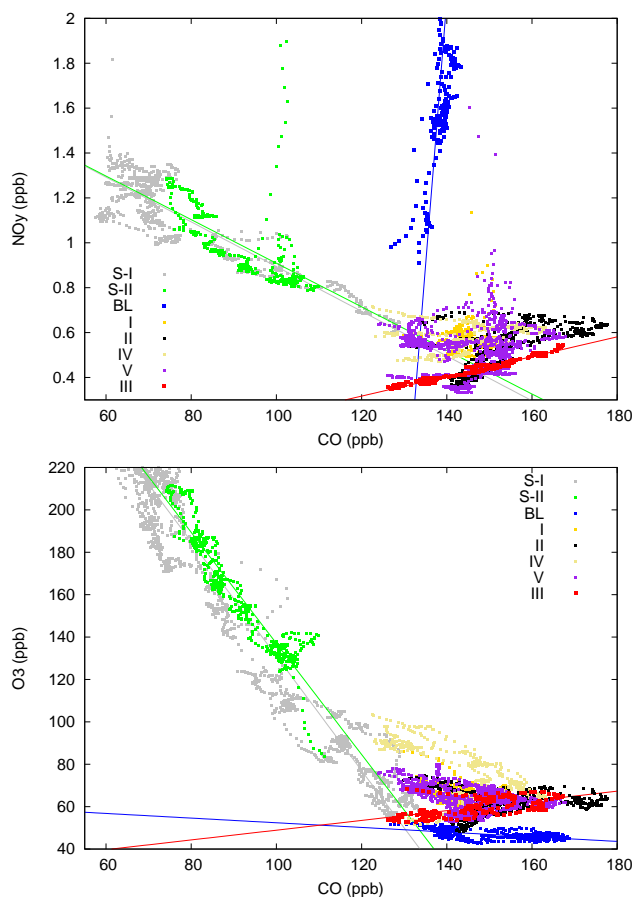 2
1.8
1.6
1.4
1.2
1
0.8
0.6
0.4
NOy (ppb)
S-I
S-II
BL
I
II
IV
V
III
60 80 100 120 140 160 180
CO (ppb)
220
200
180
160
140
120
100
80
60
40
O3 (ppb)
S-I
S-II
BL
I
II
IV
V
III
60 80 100 120 140 160 180
CO (ppb)